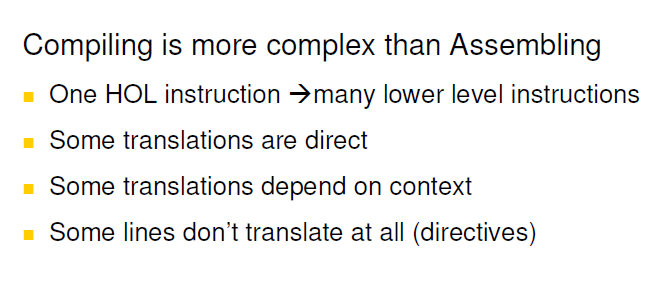 Compiling is more complex than Assembling
One HOL instruction →many lower level instructions
Some translations are direct
Some translations depend on context
Some lines don't translate at all (directives)